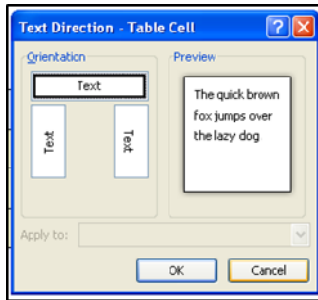 Text Direction - Table Cell
Orientation
Preview
Text
Text
Text
The quick brown
fox jumps over
the lazy dog
Apply to:
OK
Cancel